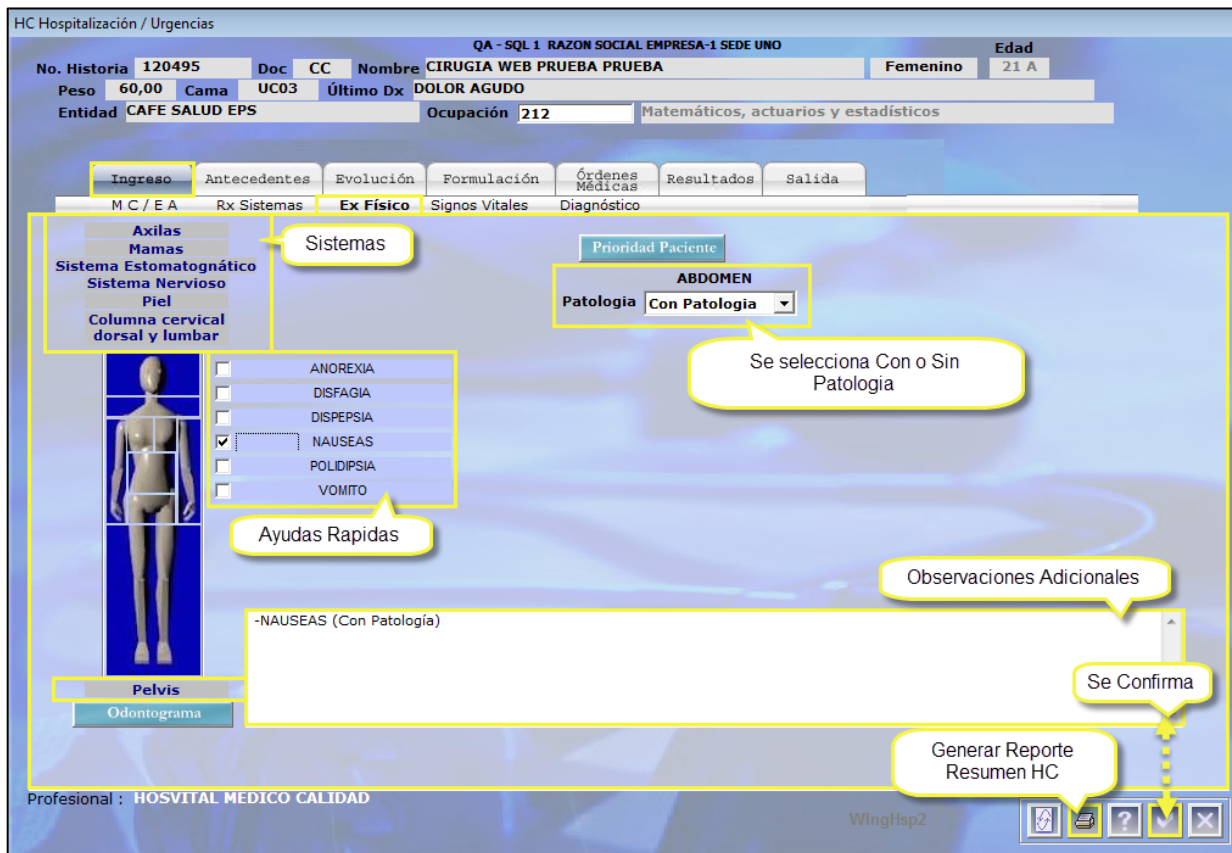 HC Hospitalización / Urgencias
QA - SQL 1 RAZON SOCIAL EMPRESA-1 SEDE UNO
Edad
No. Historia 120495 Doc CC Nombre CIRUGIA WEB PRUEBA PRUEBA Femenino 21 A
Peso 60,00 Cama UC03 Último Dx DOLOR AGUDO
Entidad CAFE SALUD EPS Ocupación 212 Matemáticos, actuarios y estadísticos
Ingreso Antecedentes Evolución Formulación Órdenes Médicas Resultados Salida
M C / E A Rx Sistemas Ex Físico Signos Vitales Diagnóstico
Axilas
Mamas
Sistema Estomatognático
Sistema Nervioso
Piel
Columna cervical
dorsal y lumbar
Sistemas
Prioridad Paciente
ABDOMEN
Patologia Con Patologia
Se selecciona Con o Sin
Patologia
ANOREXIA
DISFAGIA
DISPEPSIA
NAUSEAS
POLIDIPSIA
VOMITO
Ayudas Rapidas
Observaciones Adicionales
-NAUSEAS (Con Patología)
Se Confirma
Pelvis
Odontograma
Generar Reporte
Resumen HC
Profesional : HOSVITAL MEDICO CALIDAD
WIngHsp2